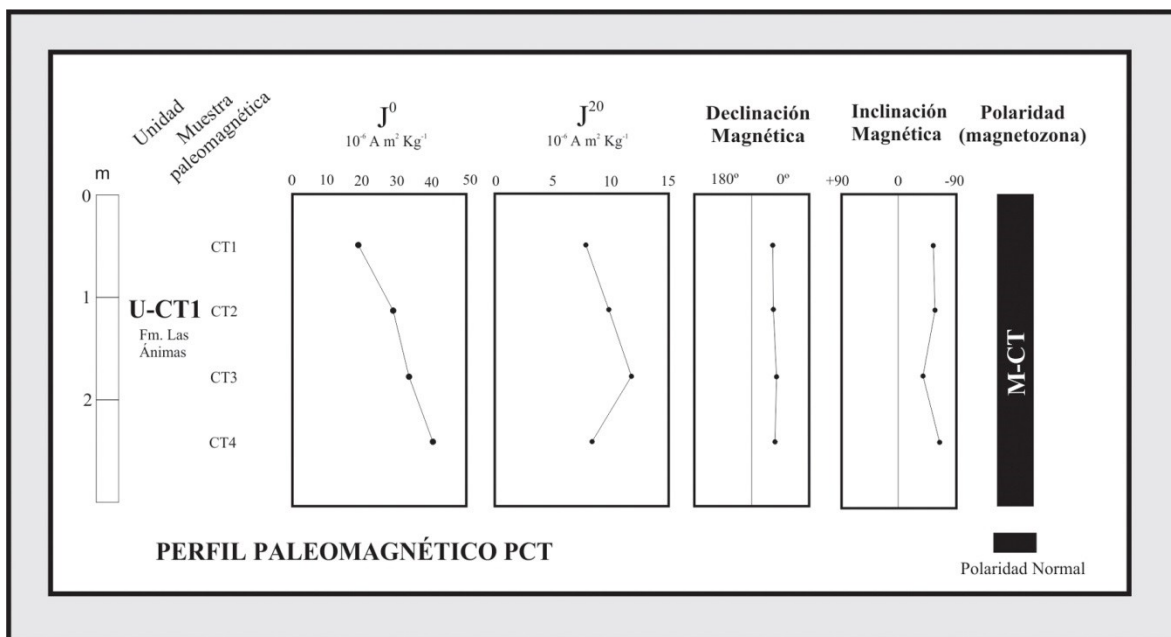 Unidad
Muestra
paleomagnética
J⁰
10⁻⁶ A m² Kg⁻¹
J²⁰
10⁻⁶ A m² Kg⁻¹
Declinación
Magnética
Inclinación
Magnética
Polaridad
(magnetozona)
m
0 10 20 30 40 50
0 5 10 15
180º 0º
+90 0 -90
0
CT1
1
U-CT1
CT2
Fm. Las
Ánimas
CT3
2
CT4
M-CT
PERFIL PALEOMAGNÉTICO PCT
Polaridad Normal